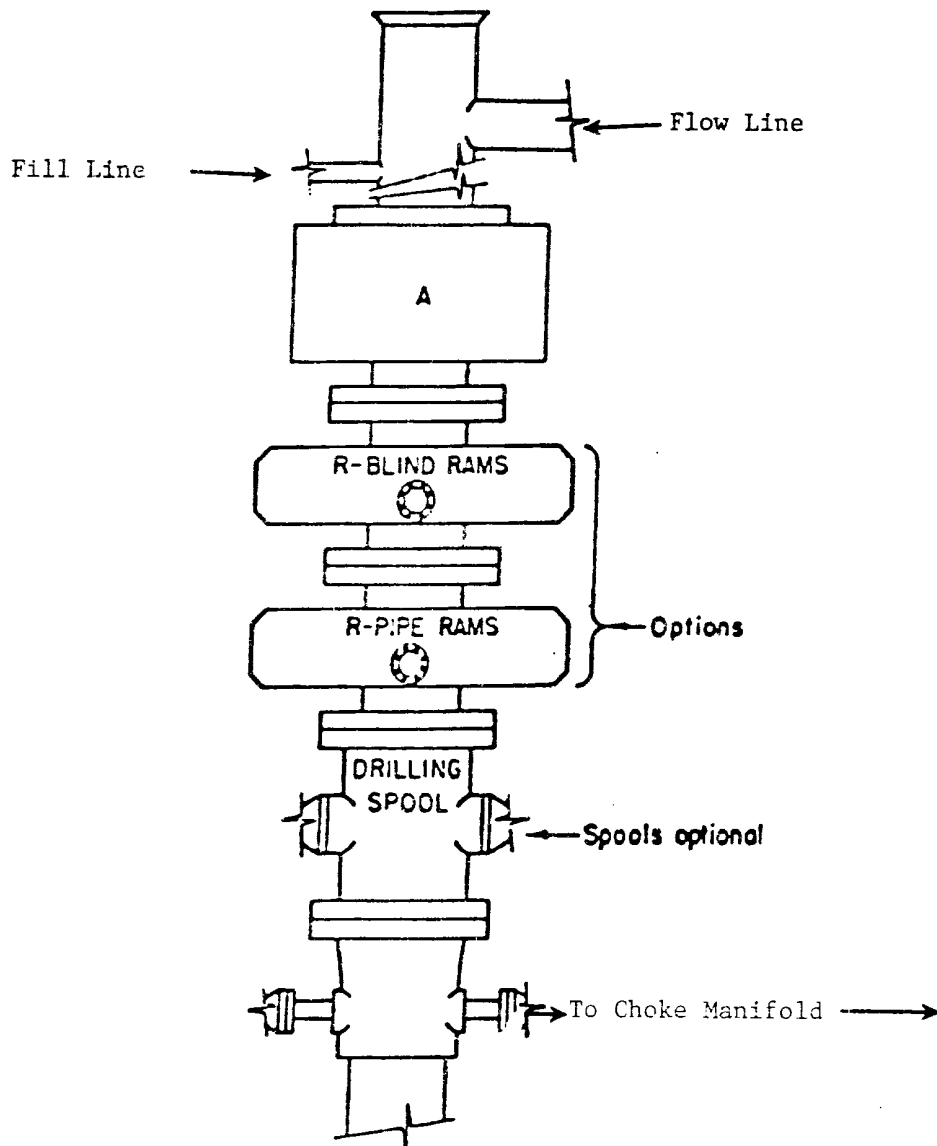 Flow Line
Fill Line
A
R-BLIND RAMS
R-PIPE RAMS
Options
DRILLING
SPOOL
Spools optional
To Choke Manifold